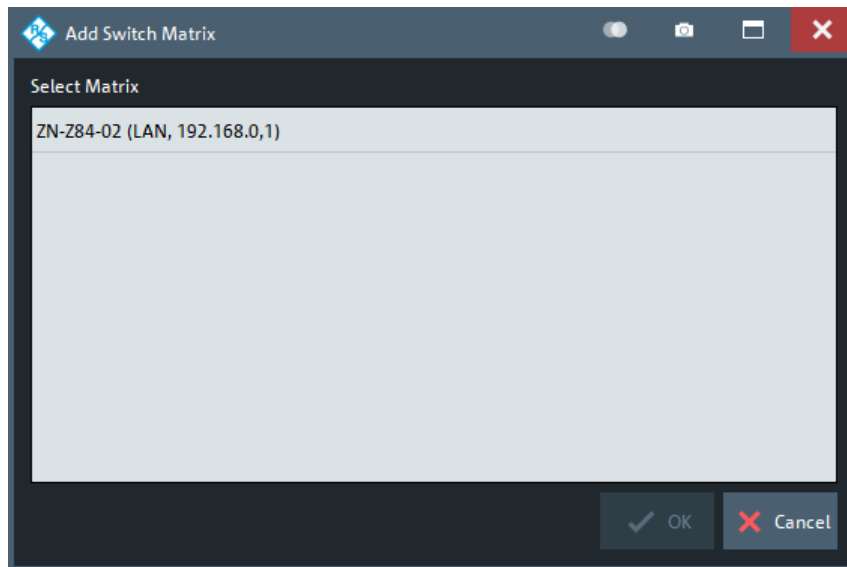 R&S Add Switch Matrix
Select Matrix
ZN-Z84-02 (LAN, 192.168.0,1)
OK
Cancel